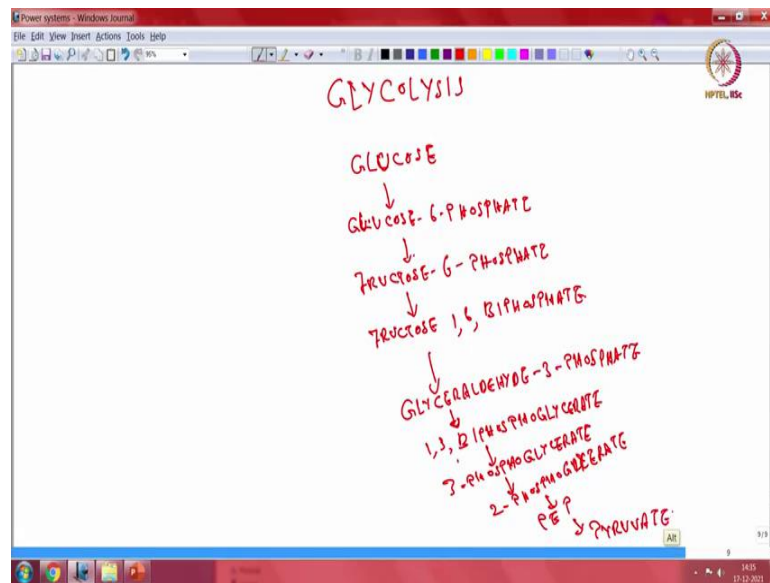 Power systems - Windows Journal
File Edit View Insert Actions Tools Help
95%
NPTEL, IISc
GLYCOLYSIS
GLUCOSE
GLUCOSE-6-PHOSPHATE
FRUCTOSE-6-PHOSPHATE
FRUCTOSE 1,6, BIPHOSPHATE
GLYCERALDEHYDE-3-PHOSPHATE
1,3, BIPHOSPHOGLYCERATE
3-PHOSPHOGLYCERATE
2-PHOSPHOGLYCERATE
PEP
PYRUVATE
Alt
9/9
9
14:15
17-12-2021